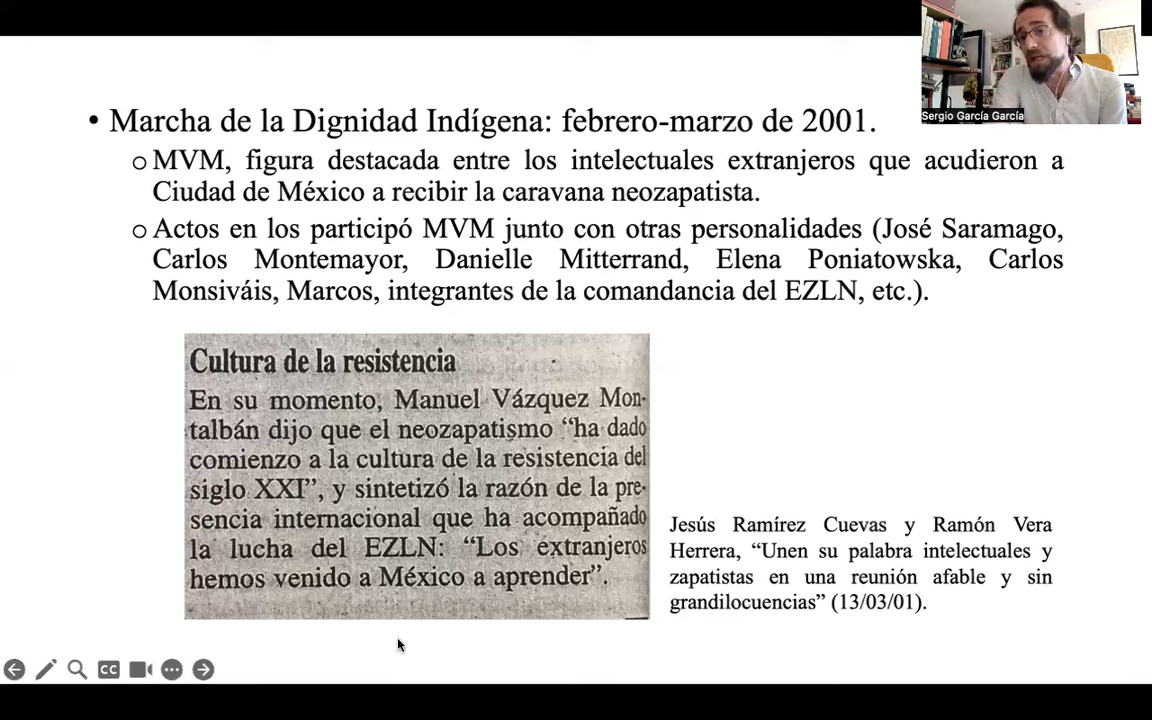 Sergio García García
• Marcha de la Dignidad Indígena: febrero-marzo de 2001.
o MVM, figura destacada entre los intelectuales extranjeros que acudieron a
Ciudad de México a recibir la caravana neozapatista.
o Actos en los participó MVM junto con otras personalidades (José Saramago,
Carlos Montemayor, Danielle Mitterrand, Elena Poniatowska, Carlos
Monsiváis, Marcos, integrantes de la comandancia del EZLN, etc.).
Cultura de la resistencia
En su momento, Manuel Vázquez Mon-
talbán dijo que el neozapatismo “ha dado
comienzo a la cultura de la resistencia del
siglo XXI”, y sintetizó la razón de la pre-
sencia internacional que ha acompañado
la lucha del EZLN: “Los extranjeros
hemos venido a México a aprender”.
Jesús Ramírez Cuevas y Ramón Vera
Herrera, “Unen su palabra intelectuales y
zapatistas en una reunión afable y sin
grandilocuencias” (13/03/01).
CC